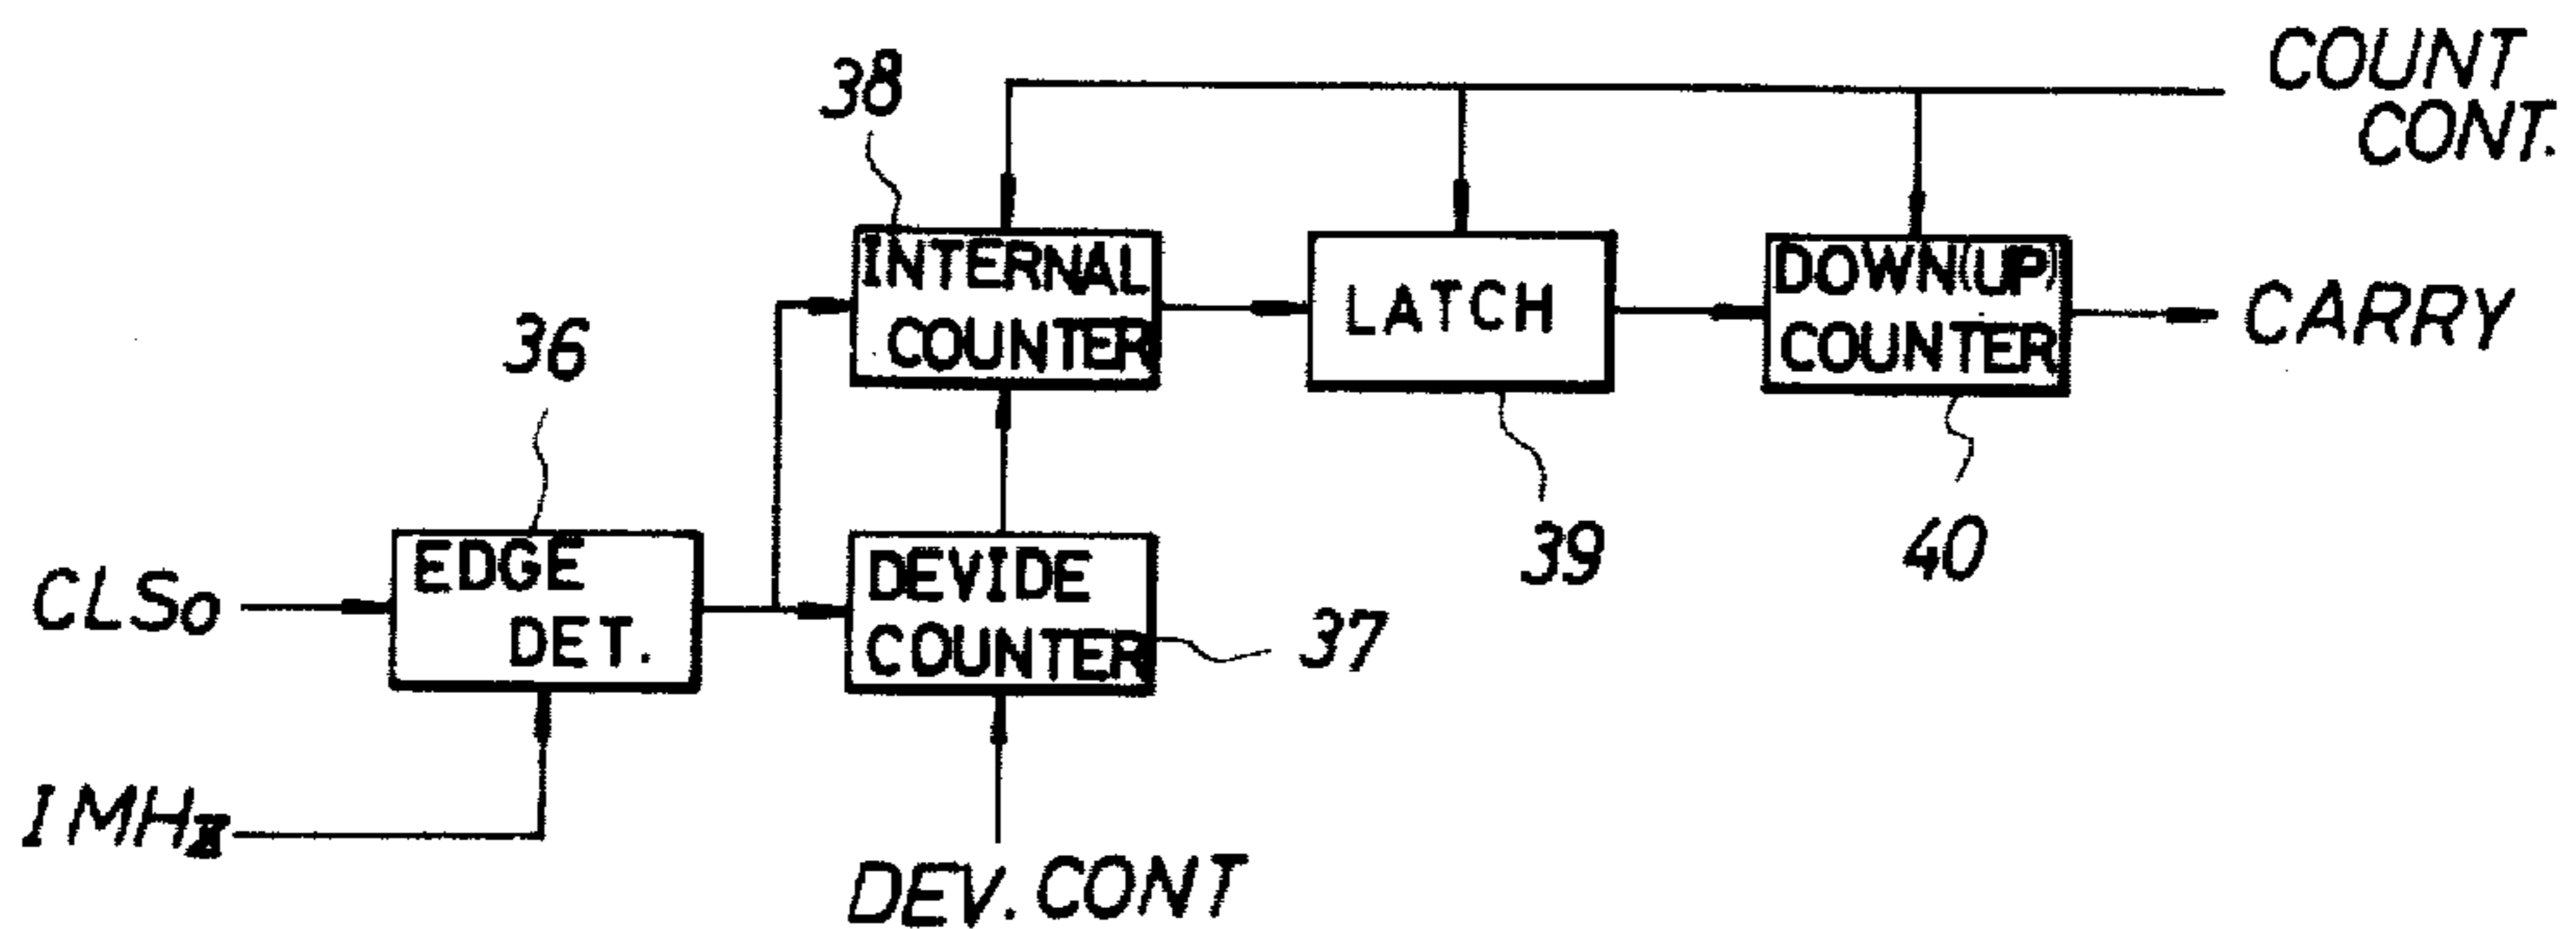 COUNT
CONT.
38
INTERNAL
COUNTER
LATCH
DOWN(UP)
COUNTER
CARRY
36
39
40
EDGE
DET.
DEVIDE
COUNTER
37
CLSo
1MHz
DEV. CONT